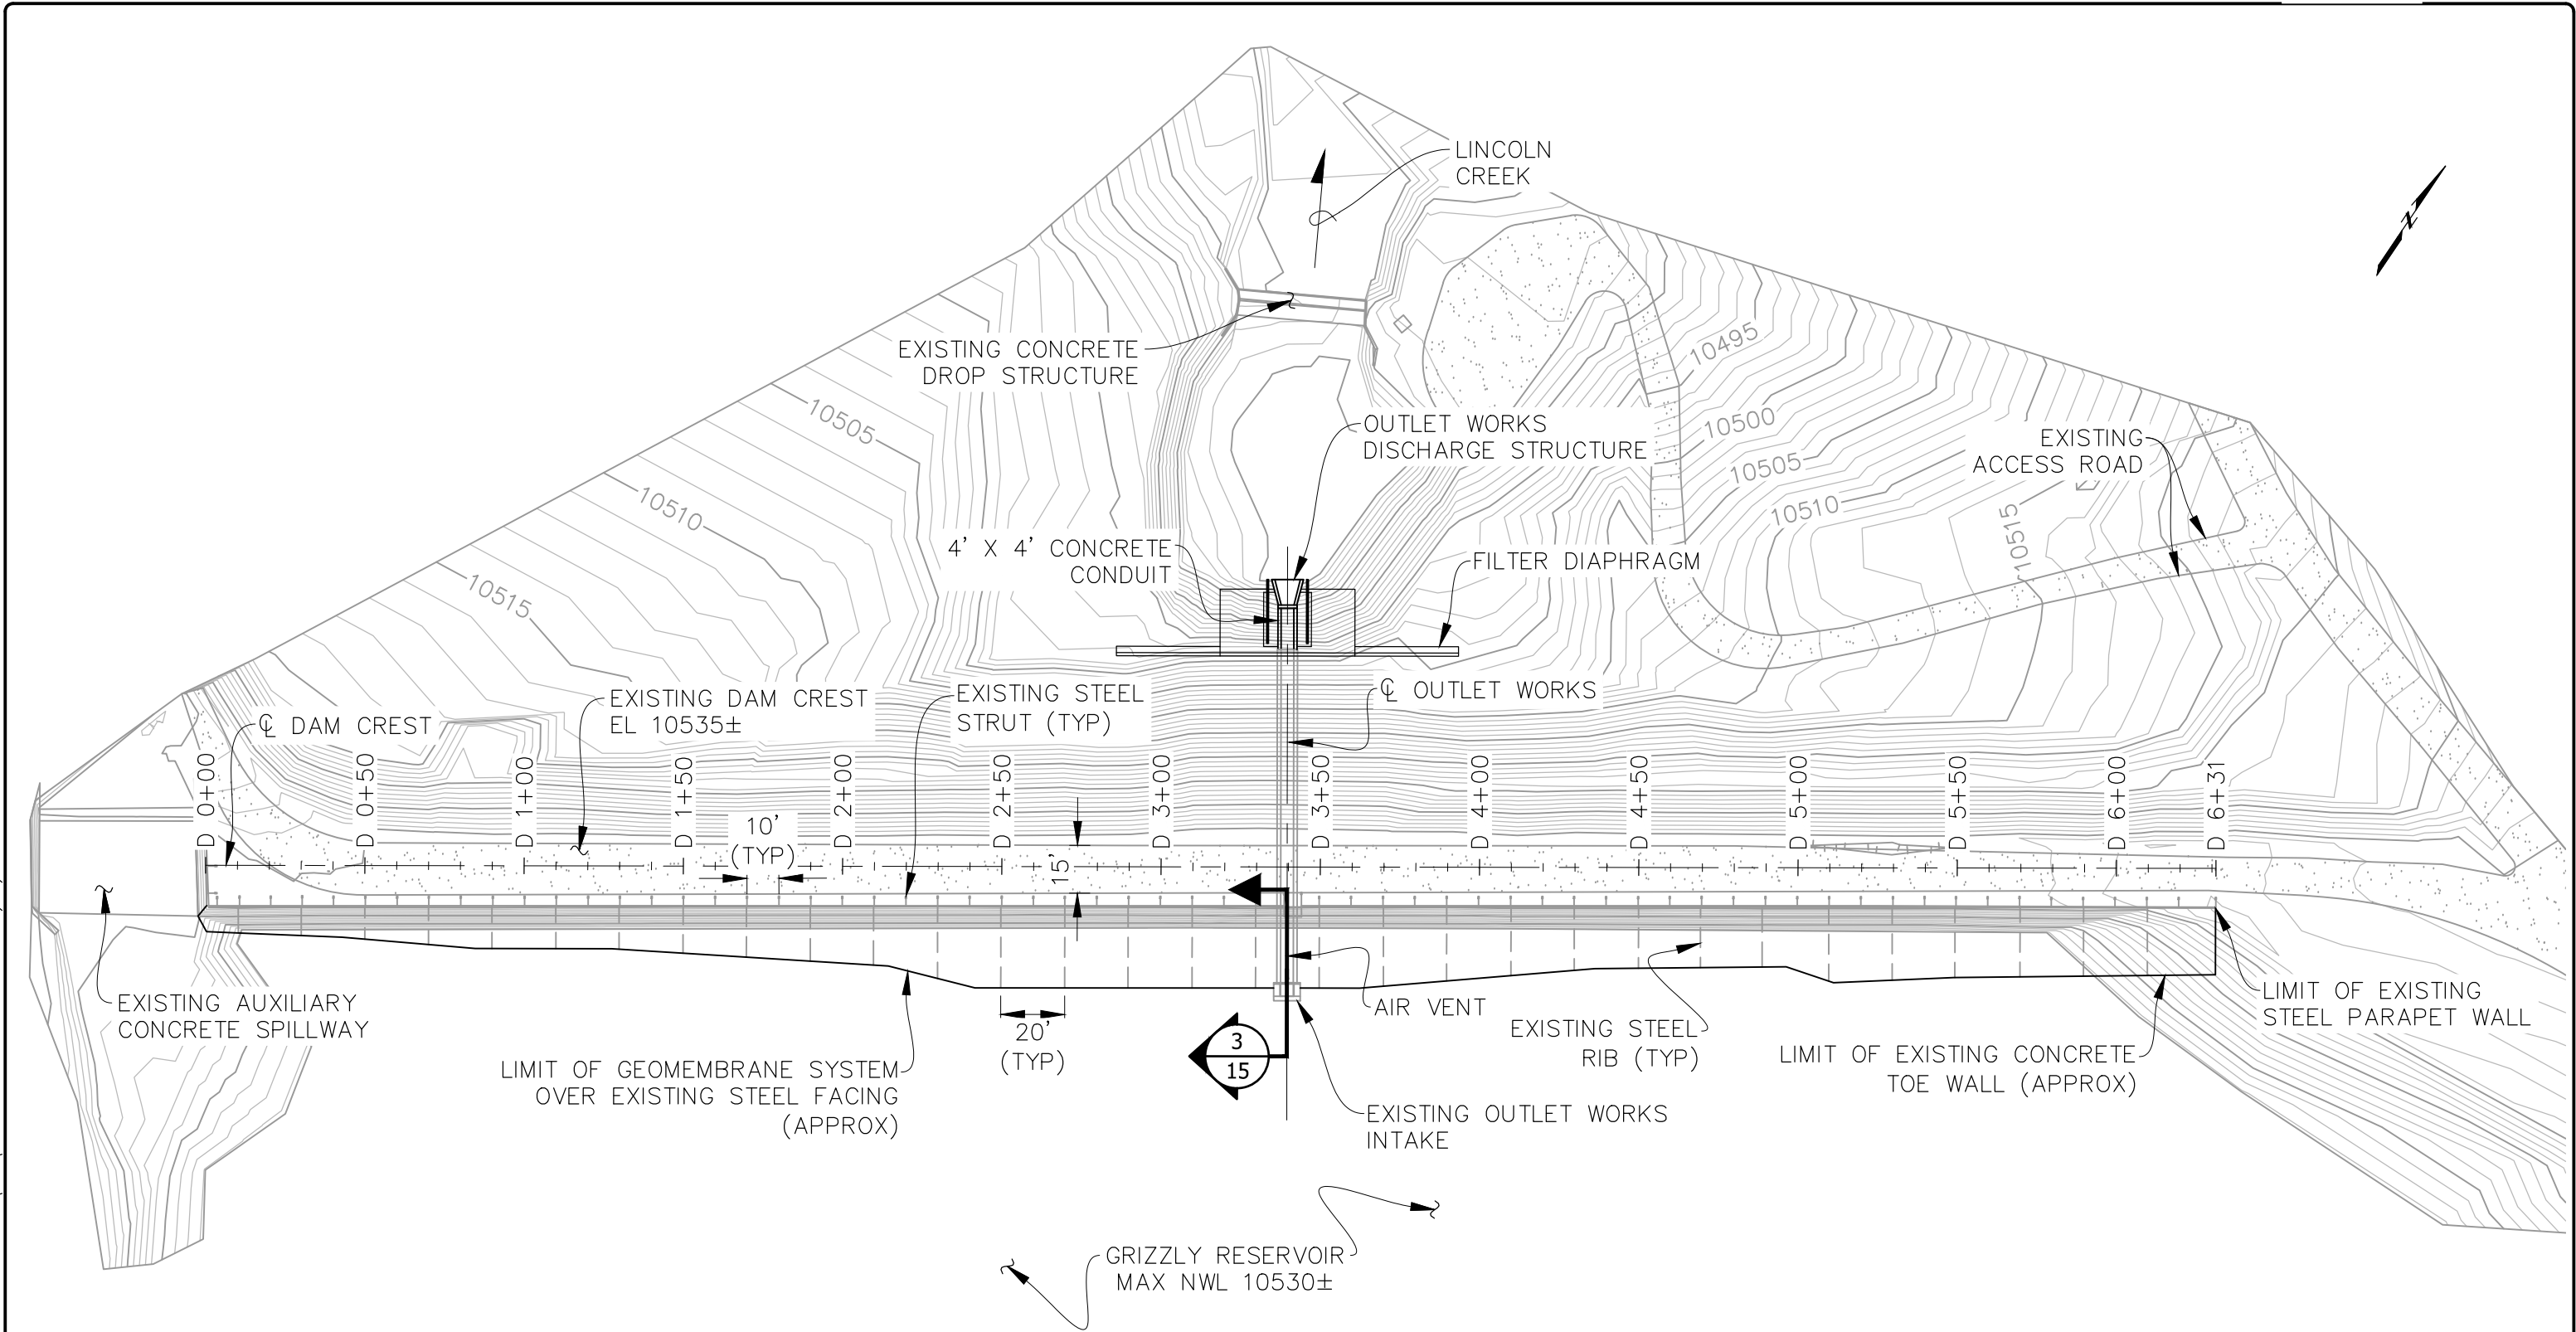 LINCOLN
CREEK
N
EXISTING CONCRETE
DROP STRUCTURE
10495
10505
10500
OUTLET WORKS
DISCHARGE STRUCTURE
EXISTING
ACCESS ROAD
10505
10510
10510
10515
4' X 4' CONCRETE
CONDUIT
FILTER DIAPHRAGM
10515
EXISTING DAM CREST
EL 10535±
EXISTING STEEL
STRUT (TYP)
℄ OUTLET WORKS
℄ DAM CREST
D 0+00
D 0+50
D 1+00
D 1+50
D 2+00
D 2+50
D 3+00
D 3+50
D 4+00
D 4+50
D 5+00
D 5+50
D 6+00
D 6+31
10'
(TYP)
15'
EXISTING AUXILIARY
CONCRETE SPILLWAY
AIR VENT
LIMIT OF EXISTING
STEEL PARAPET WALL
20'
(TYP)
3
15
EXISTING STEEL
RIB (TYP)
LIMIT OF EXISTING CONCRETE
TOE WALL (APPROX)
LIMIT OF GEOMEMBRANE SYSTEM
OVER EXISTING STEEL FACING
(APPROX)
EXISTING OUTLET WORKS
INTAKE
GRIZZLY RESERVOIR
MAX NWL 10530±